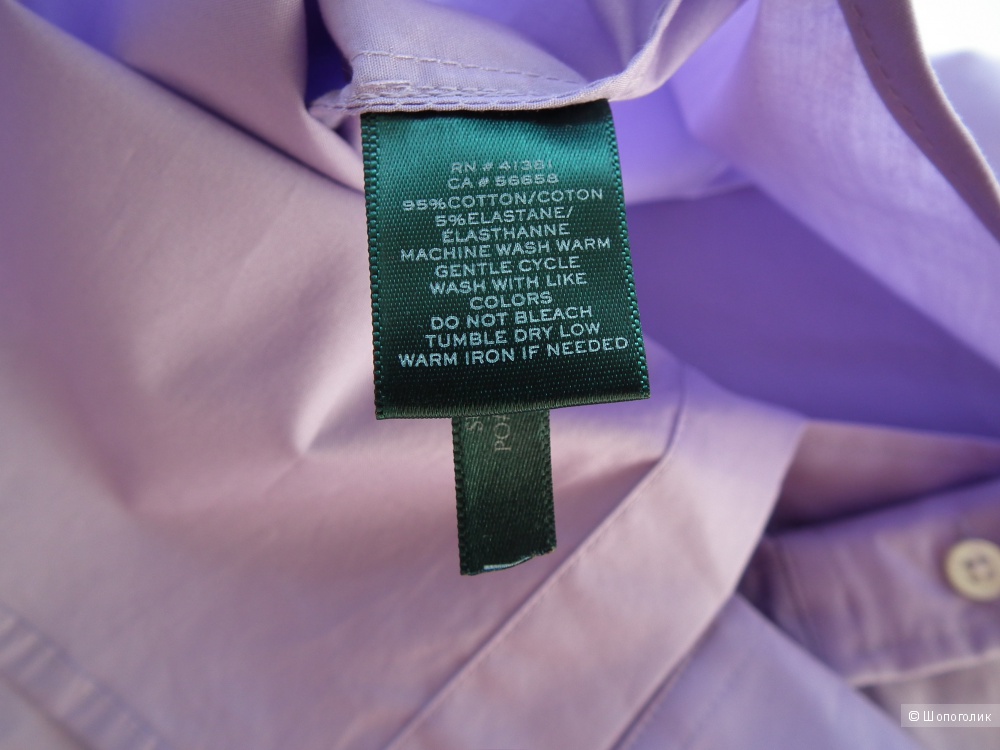 RN # 41381
CA # 56658
95%COTTON/COTON
5%ELASTANE/
ÉLASTHANNE
MACHINE WASH WARM
GENTLE CYCLE
WASH WITH LIKE
COLORS
DO NOT BLEACH
TUMBLE DRY LOW
WARM IRON IF NEEDED
© Шопоголик